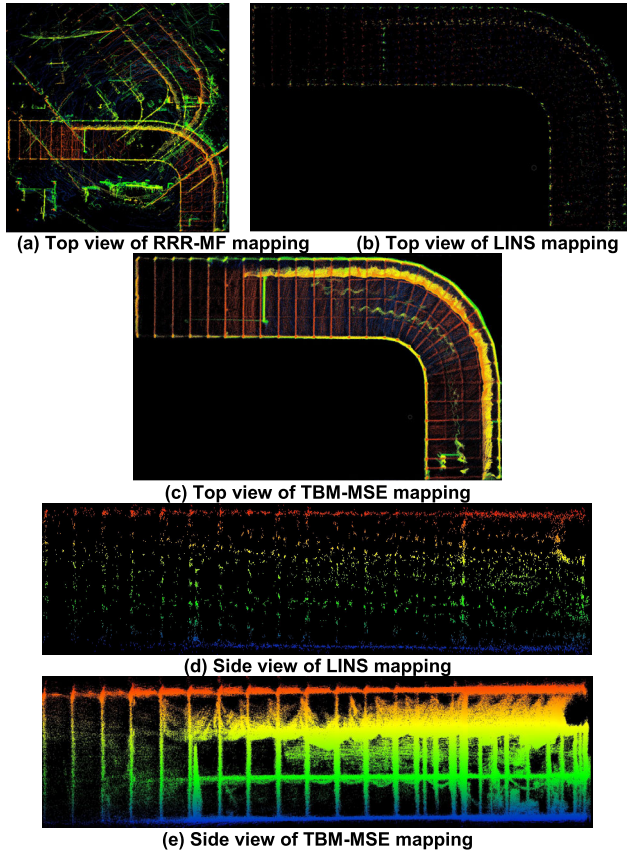 (a) Top view of RRR-MF mapping
(b) Top view of LINS mapping
(c) Top view of TBM-MSE mapping
(d) Side view of LINS mapping
(e) Side view of TBM-MSE mapping